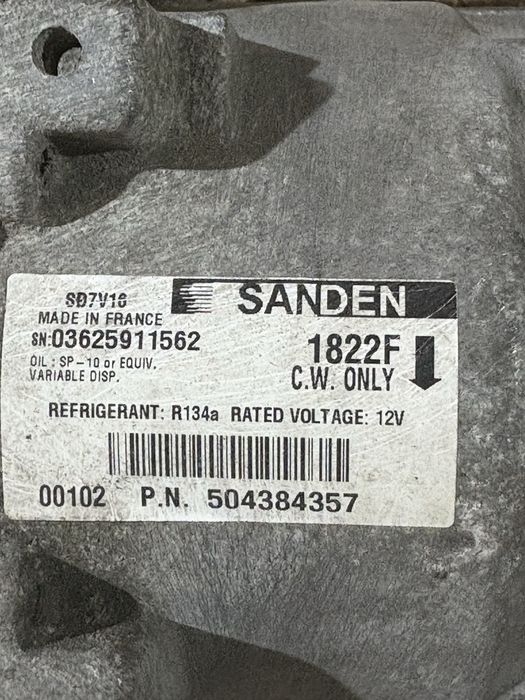 SD7V16
SANDEN
MADE IN FRANCE
SN:03625911562
1822F
OIL : SP-10 or EQUIV.
VARIABLE DISP.
C.W. ONLY
REFRIGERANT: R134a RATED VOLTAGE: 12V
00102 P.N. 504384357